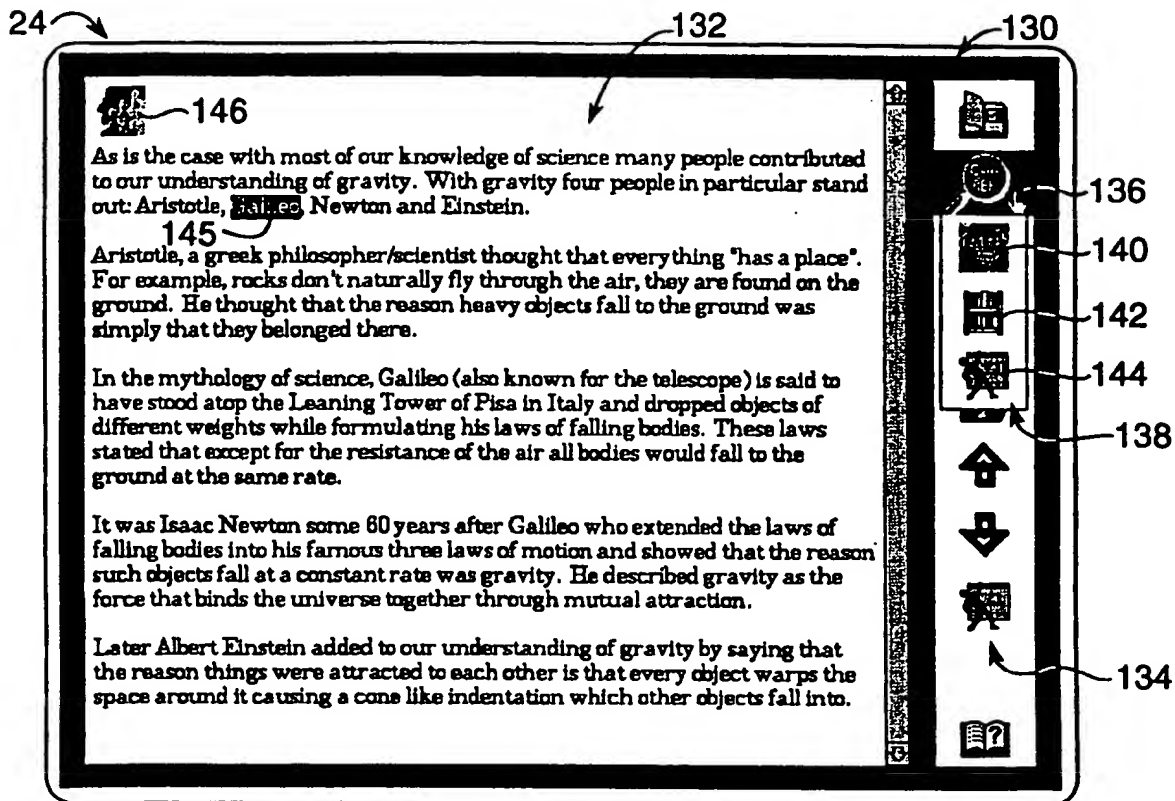 24
132
130
146
As is the case with most of our knowledge of science many people contributed
to our understanding of gravity. With gravity four people in particular stand
out: Aristotle, Galileo, Newton and Einstein.
136
145
140
Aristotle, a greek philosopher/scientist thought that everything "has a place".
For example, rocks don't naturally fly through the air, they are found on the
ground. He thought that the reason heavy objects fall to the ground was
simply that they belonged there.
142
144
In the mythology of science, Galileo (also known for the telescope) is said to
have stood atop the Leaning Tower of Pisa in Italy and dropped objects of
different weights while formulating his laws of falling bodies. These laws
stated that except for the resistance of the air all bodies would fall to the
ground at the same rate.
138
It was Isaac Newton some 60 years after Galileo who extended the laws of
falling bodies into his famous three laws of motion and showed that the reason
such objects fall at a constant rate was gravity. He described gravity as the
force that binds the universe together through mutual attraction.
Later Albert Einstein added to our understanding of gravity by saying that
the reason things were attracted to each other is that every object warps the
space around it causing a cone like indentation which other objects fall into.
134
?